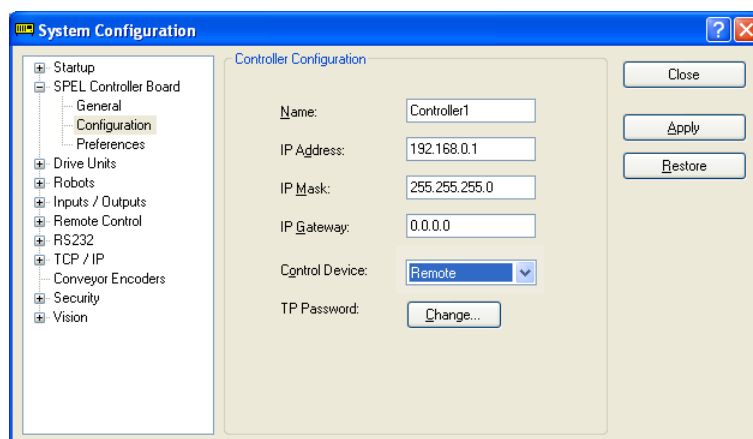 System Configuration
Startup
SPEL Controller Board
General
Configuration
Preferences
Drive Units
Robots
Inputs / Outputs
Remote Control
RS232
TCP / IP
Conveyor Encoders
Security
Vision
Controller Configuration
Name: Controller1
IP Address: 192.168.0.1
IP Mask: 255.255.255.0
IP Gateway: 0.0.0.0
Control Device: Remote
TP Password: Change...
Close
Apply
Restore